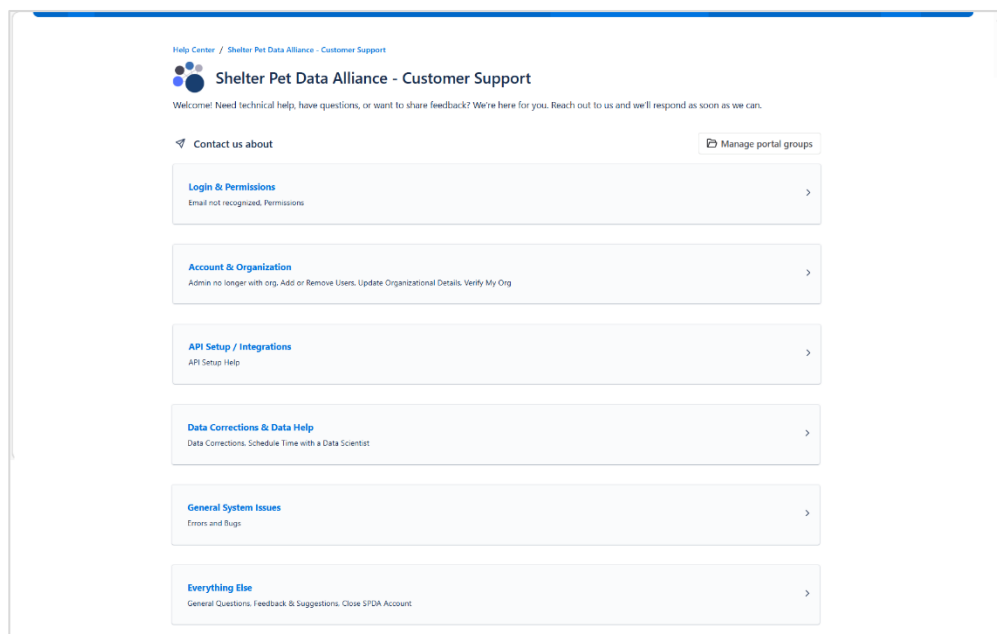 Help Center / Shelter Pet Data Alliance - Customer Support
Shelter Pet Data Alliance - Customer Support
Welcome! Need technical help, have questions, or want to share feedback? We're here for you. Reach out to us and we'll respond as soon as we can.
Contact us about
Manage portal groups
Login & Permissions
Email not recognized, Permissions
Account & Organization
Admin no longer with org, Add or Remove Users, Update Organizational Details, Verify My Org
API Setup / Integrations
API Setup Help
Data Corrections & Data Help
Data Corrections, Schedule Time with a Data Scientist
General System Issues
Errors and Bugs
Everything Else
General Questions, Feedback & Suggestions, Close SPDA Account